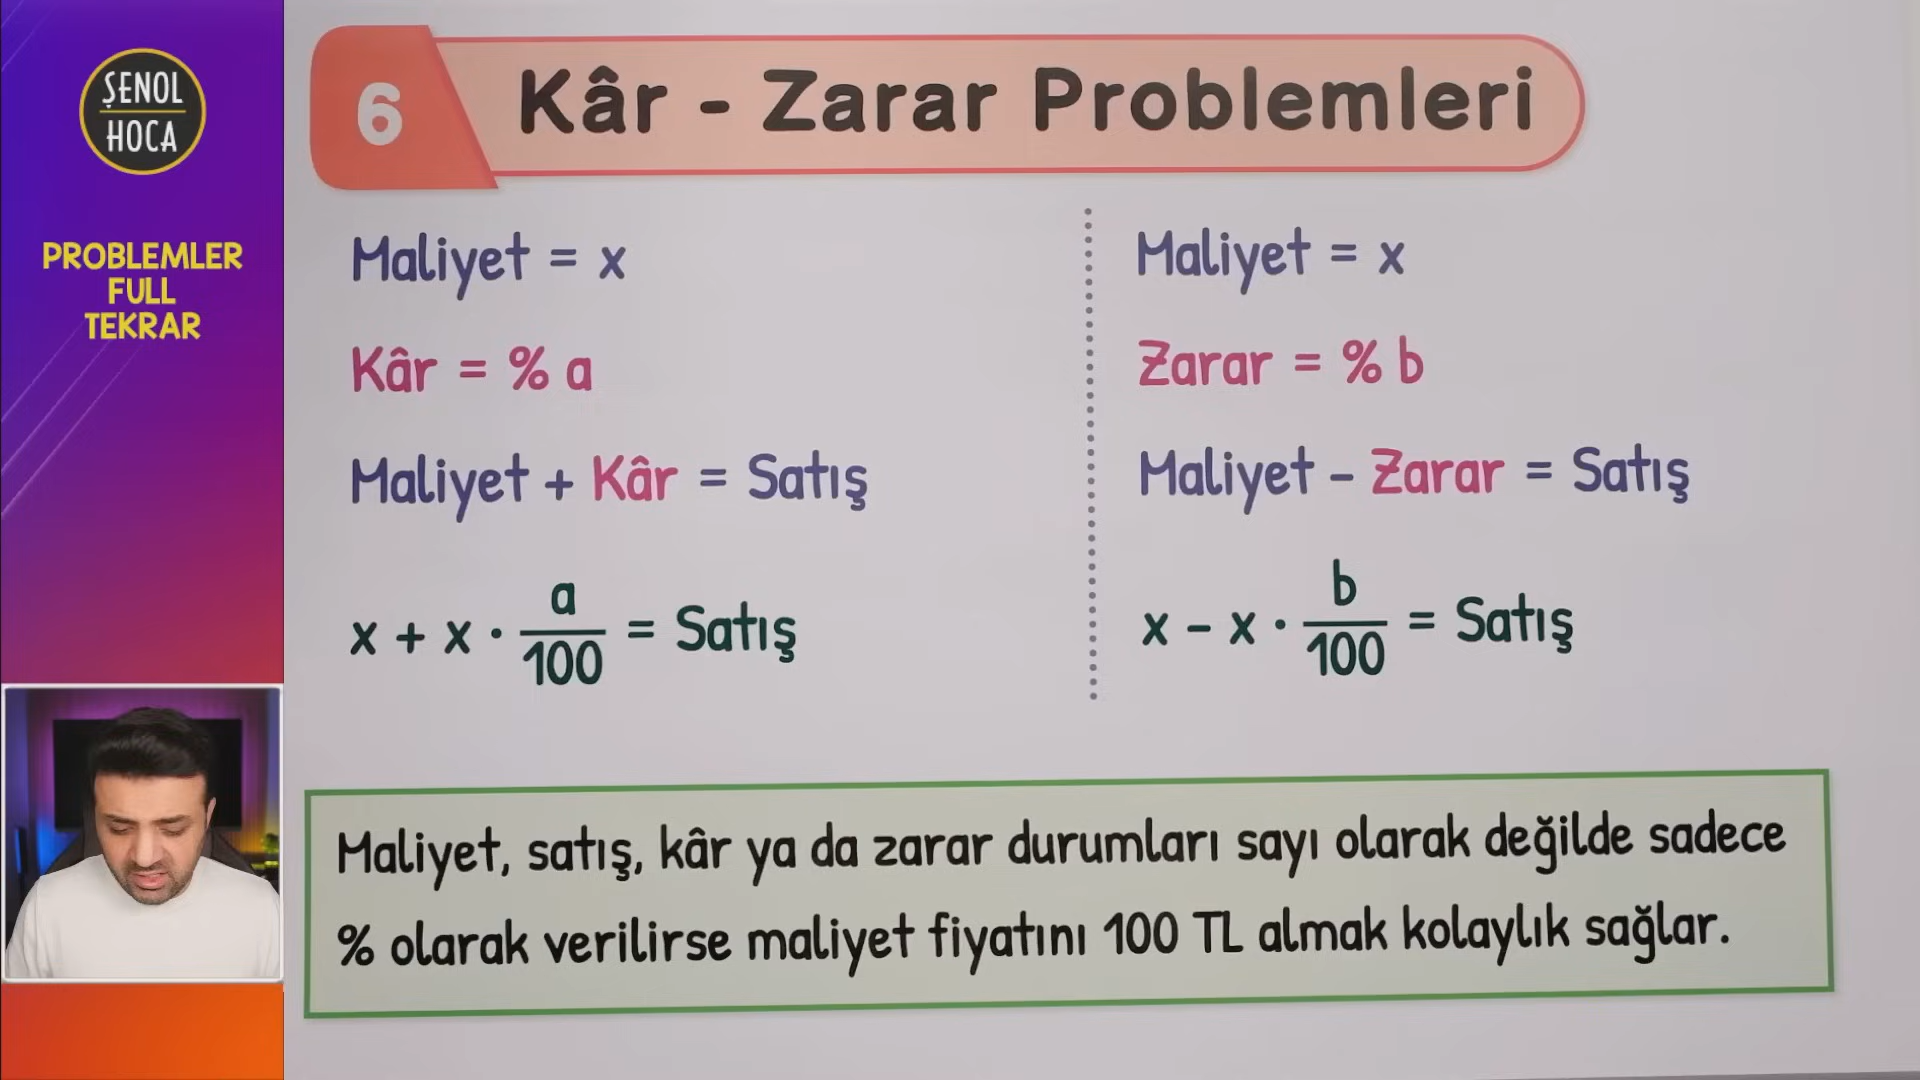 ŞENOL
HOCA
PROBLEMLER
FULL
TEKRAR
6
Kâr - Zarar Problemleri
Maliyet = x
Kâr = % a
Maliyet + Kâr = Satış
x + x · a/100 = Satış
Maliyet = x
Zarar = % b
Maliyet - Zarar = Satış
x - x · b/100 = Satış
Maliyet, satış, kâr ya da zarar durumları sayı olarak değilde sadece
% olarak verilirse maliyet fiyatını 100 TL almak kolaylık sağlar.